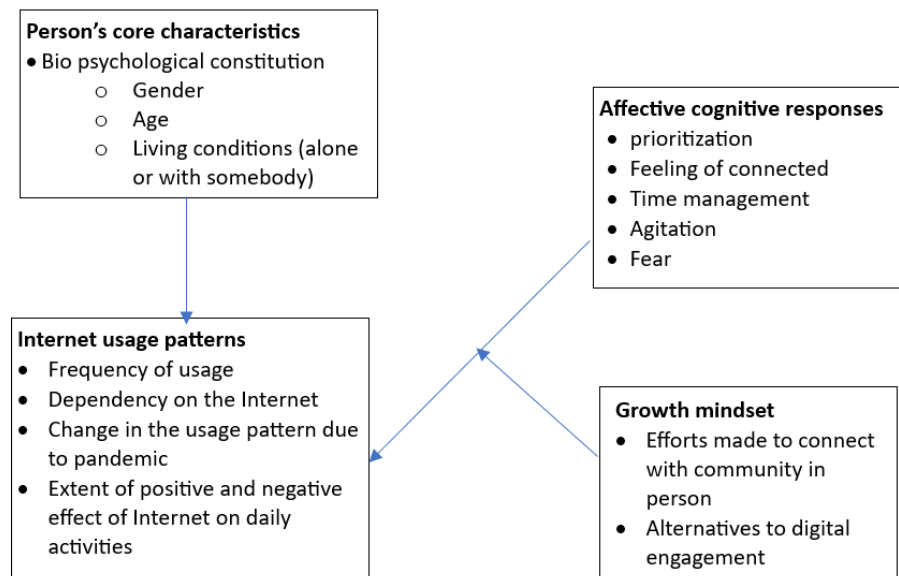 Person's core characteristics
• Bio psychological constitution
o Gender
o Age
o Living conditions (alone
or with somebody)
Affective cognitive responses
• prioritization
• Feeling of connected
• Time management
• Agitation
• Fear
Internet usage patterns
• Frequency of usage
• Dependency on the Internet
• Change in the usage pattern due
to pandemic
• Extent of positive and negative
effect of Internet on daily
activities
Growth mindset
• Efforts made to connect
with community in
person
• Alternatives to digital
engagement